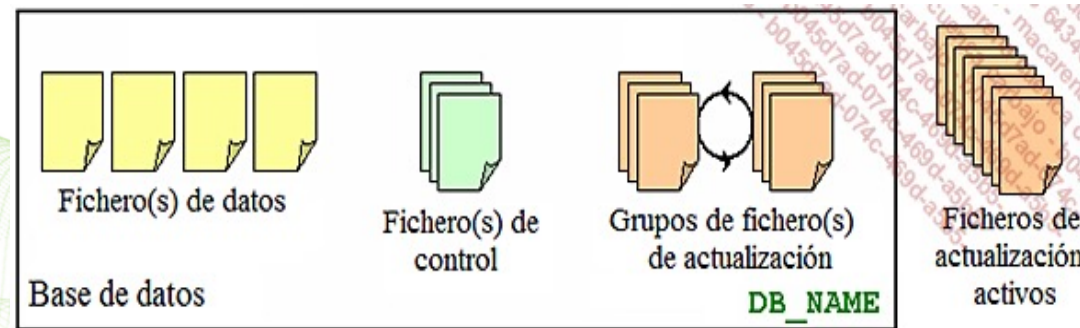 Fichero(s) de datos
Fichero(s) de
control
Grupos de fichero(s)
de actualización
Ficheros de
actualización
activos
Base de datos
DB_NAME